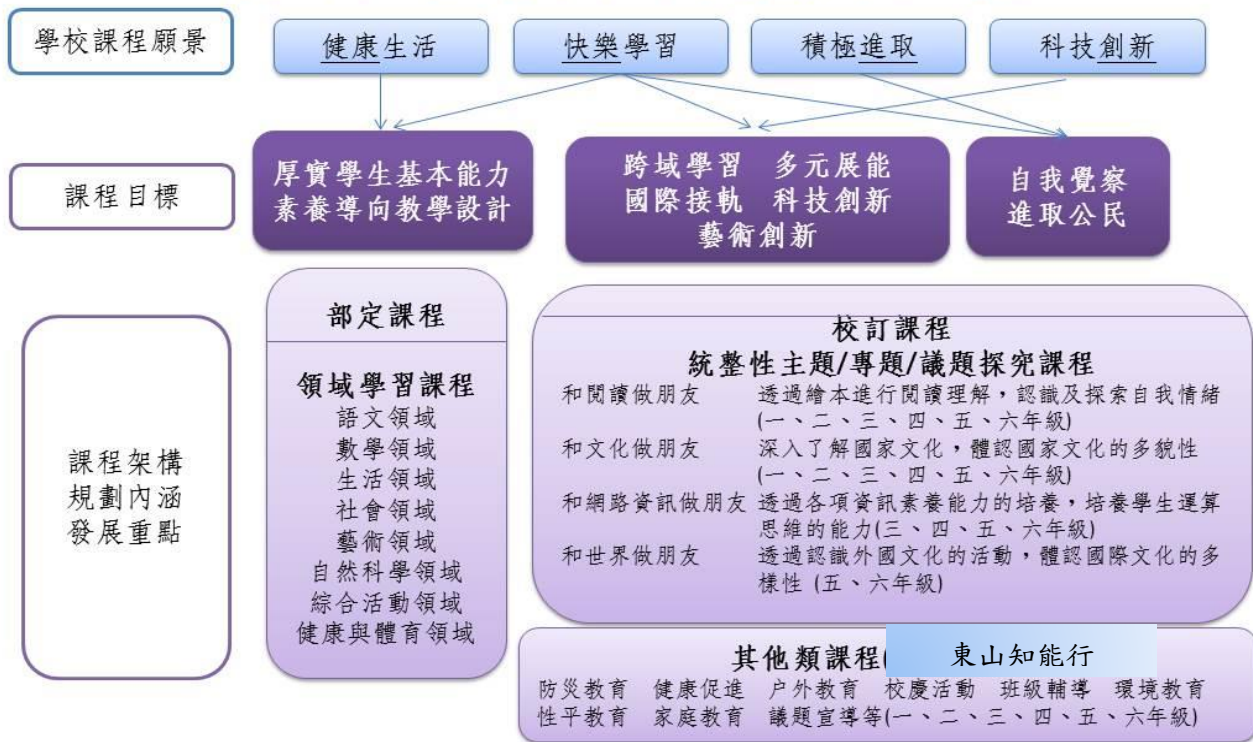 學校課程願景
健康生活
快樂學習
積極進取
科技創新
課程目標
厚實學生基本能力
素養導向教學設計
跨域學習 多元展能
國際接軌 科技創新
藝術創新
自我覺察
進取公民
課程架構
規劃內涵
發展重點
部定課程
領域學習課程
語文領域
數學領域
生活領域
社會領域
藝術領域
自然科學領域
綜合活動領域
健康與體育領域
校訂課程
統整性主題/專題/議題探究課程
和閱讀做朋友 透過繪本進行閱讀理解，認識及探索自我情緒
(一、二、三、四、五、六年級)
和文化做朋友 深入了解國家文化，體認國家文化的多貌性
(一、二、三、四、五、六年級)
和網路資訊做朋友 透過各項資訊素養能力的培養，培養學生運算
思維的能力(三、四、五、六年級)
和世界做朋友 透過認識外國文化的活動，體認國際文化的多
樣性 (五、六年級)
其他類課程( 東山知能行
防災教育 健康促進 戶外教育 校慶活動 班級輔導 環境教育
性平教育 家庭教育 議題宣導等(一、二、三、四、五、六年級)